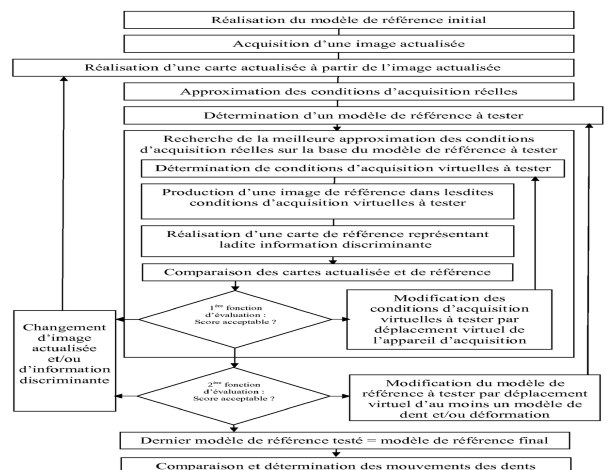 Réalisation du modèle de référence initial
Acquisition d'une image actualisée
Réalisation d'une carte actualisée à partir de l'image actualisée
Approximation des conditions d'acquisition réelles
Détermination d'un modèle de référence à tester
Recherche de la meilleure approximation des conditions
d'acquisition réelles sur la base du modèle de référence à tester
Détermination de conditions d'acquisition virtuelles à tester
Production d'une image de référence dans lesdites
conditions d'acquisition virtuelles à tester
Réalisation d'une carte de référence représentant
ladite information discriminante
Comparaison des cartes actualisée et de référence
1ère fonction
d'évaluation :
Score acceptable ?
Modification des
conditions d'acquisition
virtuelles à tester par
déplacement virtuel de
l'appareil d'acquisition
Changement
d'image
actualisée
et/ou
d'information
discriminante
2ème fonction
d'évaluation :
Score acceptable ?
Modification du modèle de
référence à tester par déplacement
virtuel d'au moins un modèle de
dent et/ou déformation
Dernier modèle de référence testé = modèle de référence final
Comparaison et détermination des mouvements des dents